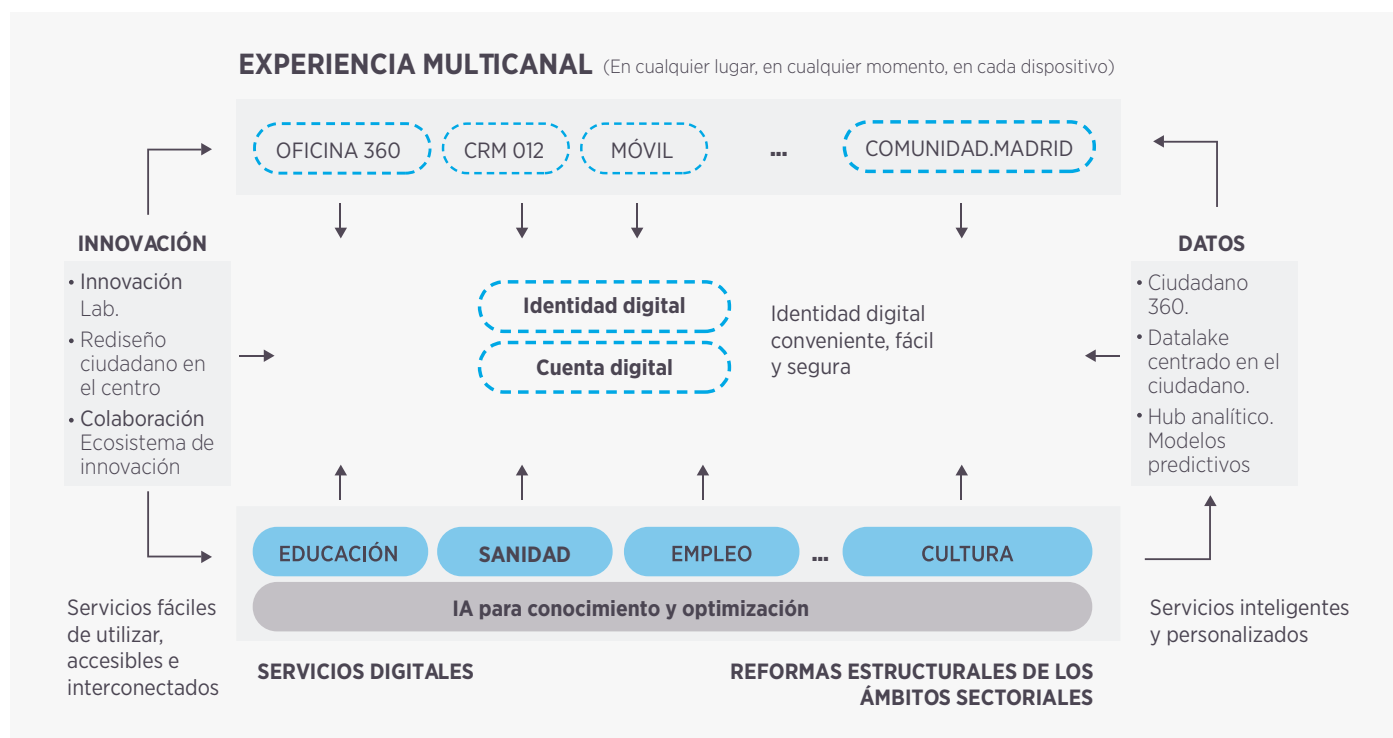 EXPERIENCIA MULTICANAL (En cualquier lugar, en cualquier momento, en cada dispositivo)
OFICINA 360
CRM 012
MÓVIL
...
COMUNIDAD.MADRID
INNOVACIÓN
• Innovación
Lab.
• Rediseño
ciudadano en
el centro
• Colaboración
Ecosistema de
innovación
Identidad digital
Cuenta digital
Identidad digital
conveniente, fácil
y segura
DATOS
• Ciudadano
360.
• Datalake
centrado en el
ciudadano.
• Hub analítico.
Modelos
predictivos
EDUCACIÓN
SANIDAD
EMPLEO
...
CULTURA
IA para conocimiento y optimización
Servicios fáciles
de utilizar,
accesibles e
interconectados
SERVICIOS DIGITALES
REFORMAS ESTRUCTURALES DE LOS
ÁMBITOS SECTORIALES
Servicios inteligentes
y personalizados